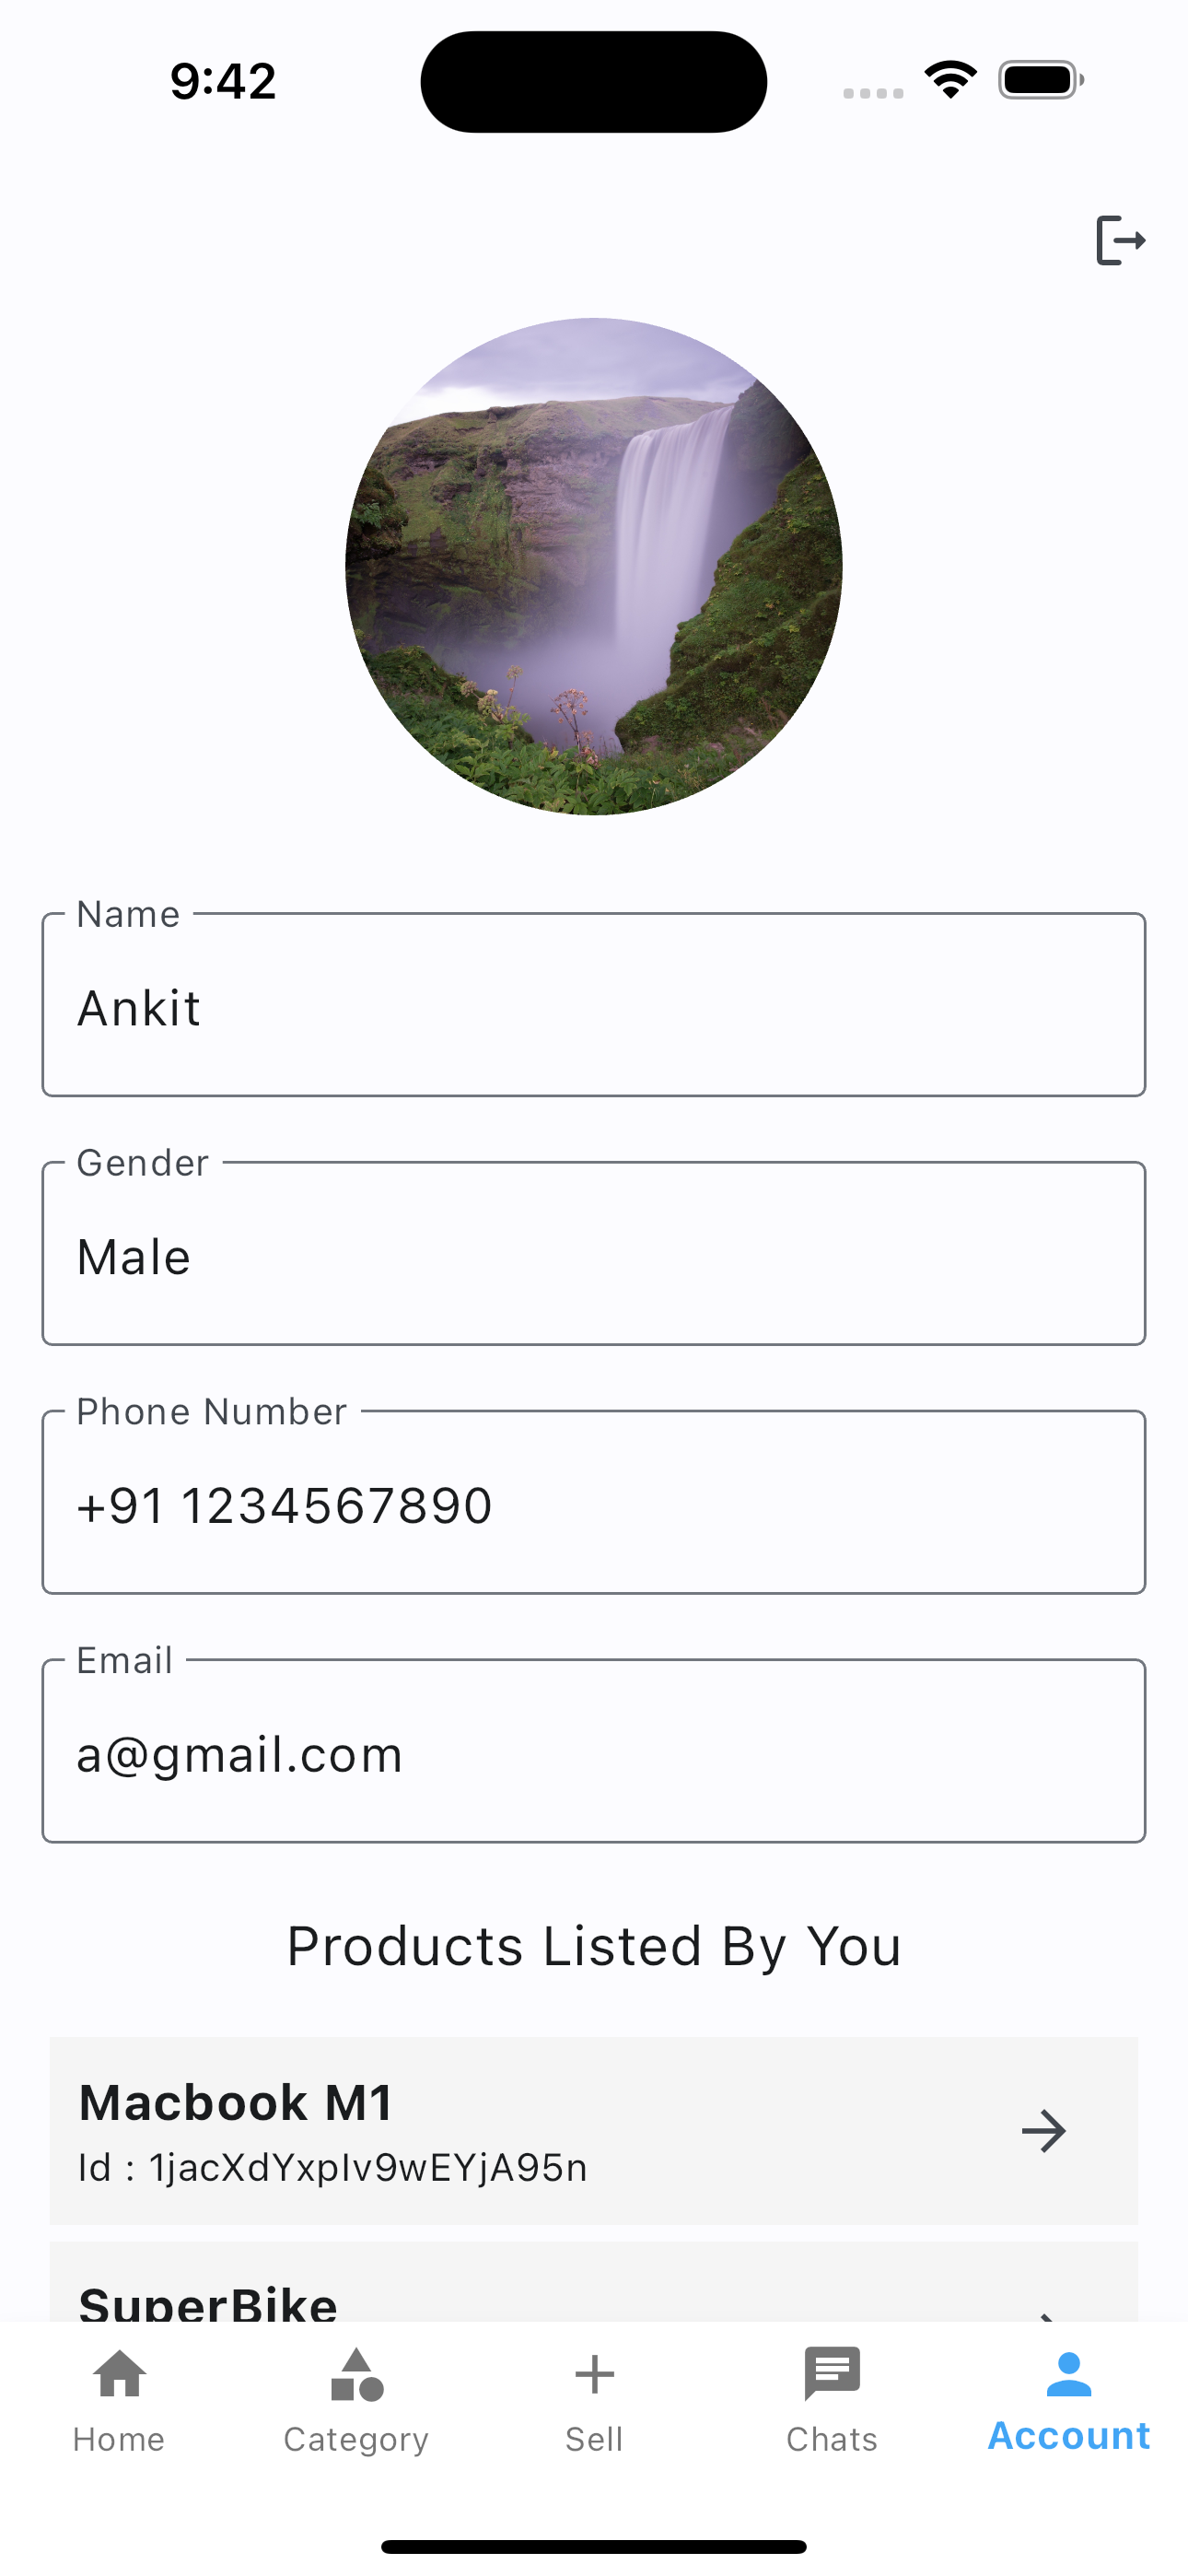 9:42
Name
Ankit
Gender
Male
Phone Number
+91 1234567890
Email
a@gmail.com
Products Listed By You
Macbook M1
Id : 1jacXdYxpIv9wEYjA95n
SuperBike
Home Category Sell Chats Account